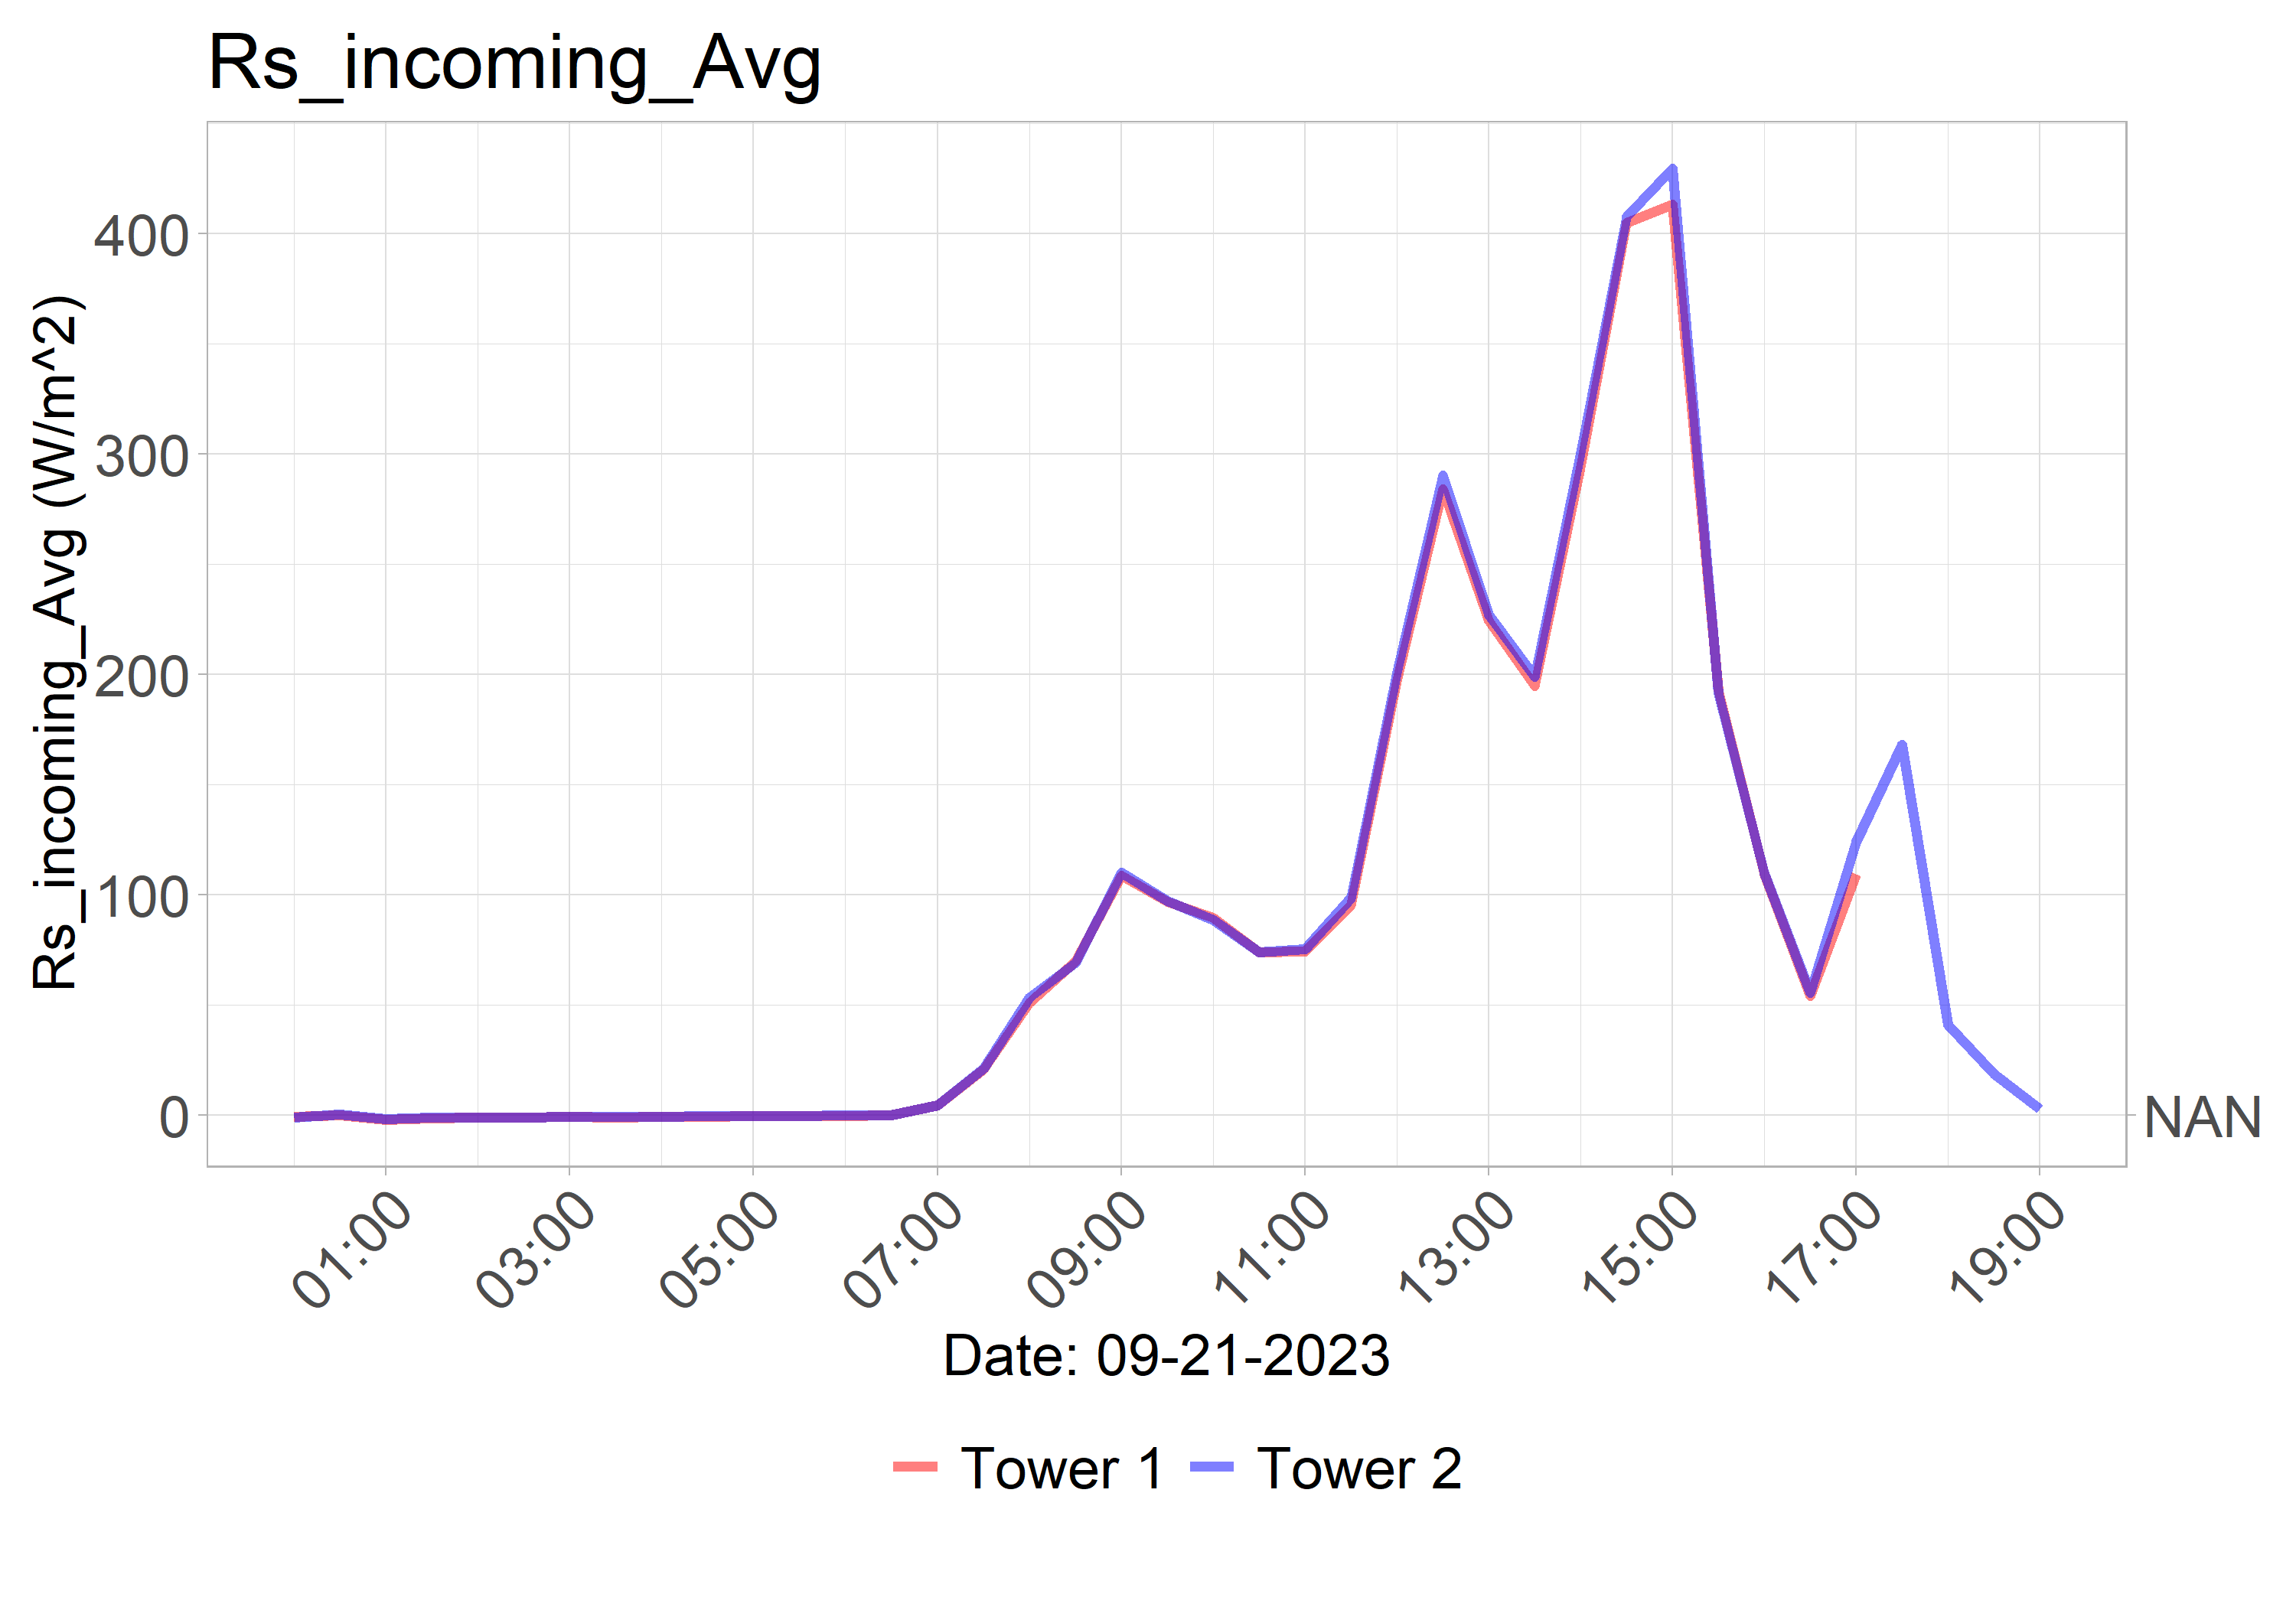 Rs_incoming_Avg
Rs_incoming_Avg (W/m^2)
400
300
200
100
0
NAN
01:00
03:00
05:00
07:00
09:00
11:00
13:00
15:00
17:00
19:00
Date: 09-21-2023
Tower 1
Tower 2